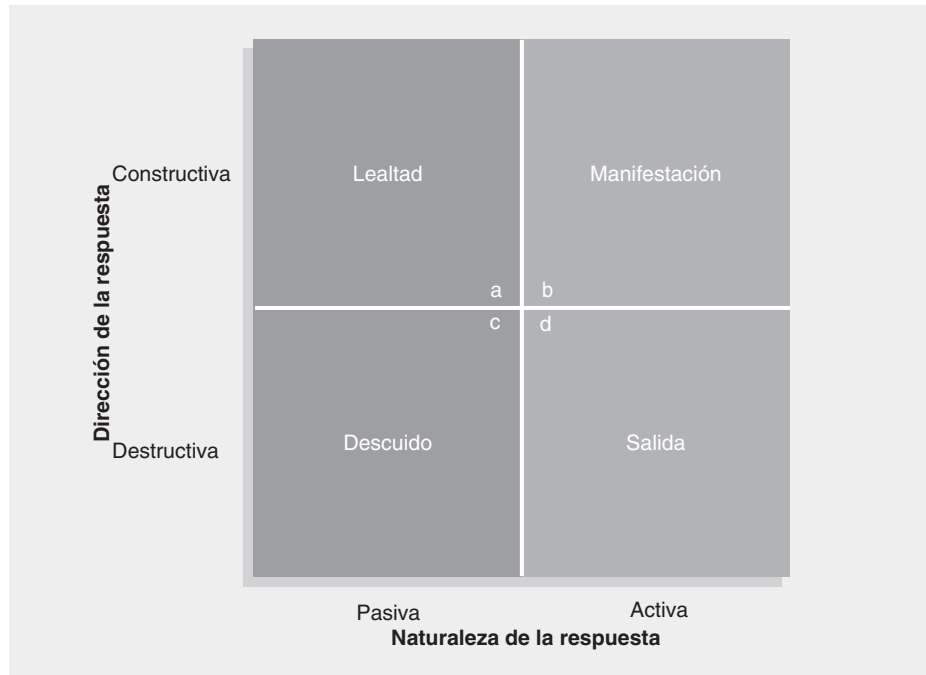 Dirección de la respuesta
Constructiva
Lealtad
Manifestación
a
b
c
d
Destructiva
Descuido
Salida
Pasiva
Activa
Naturaleza de la respuesta